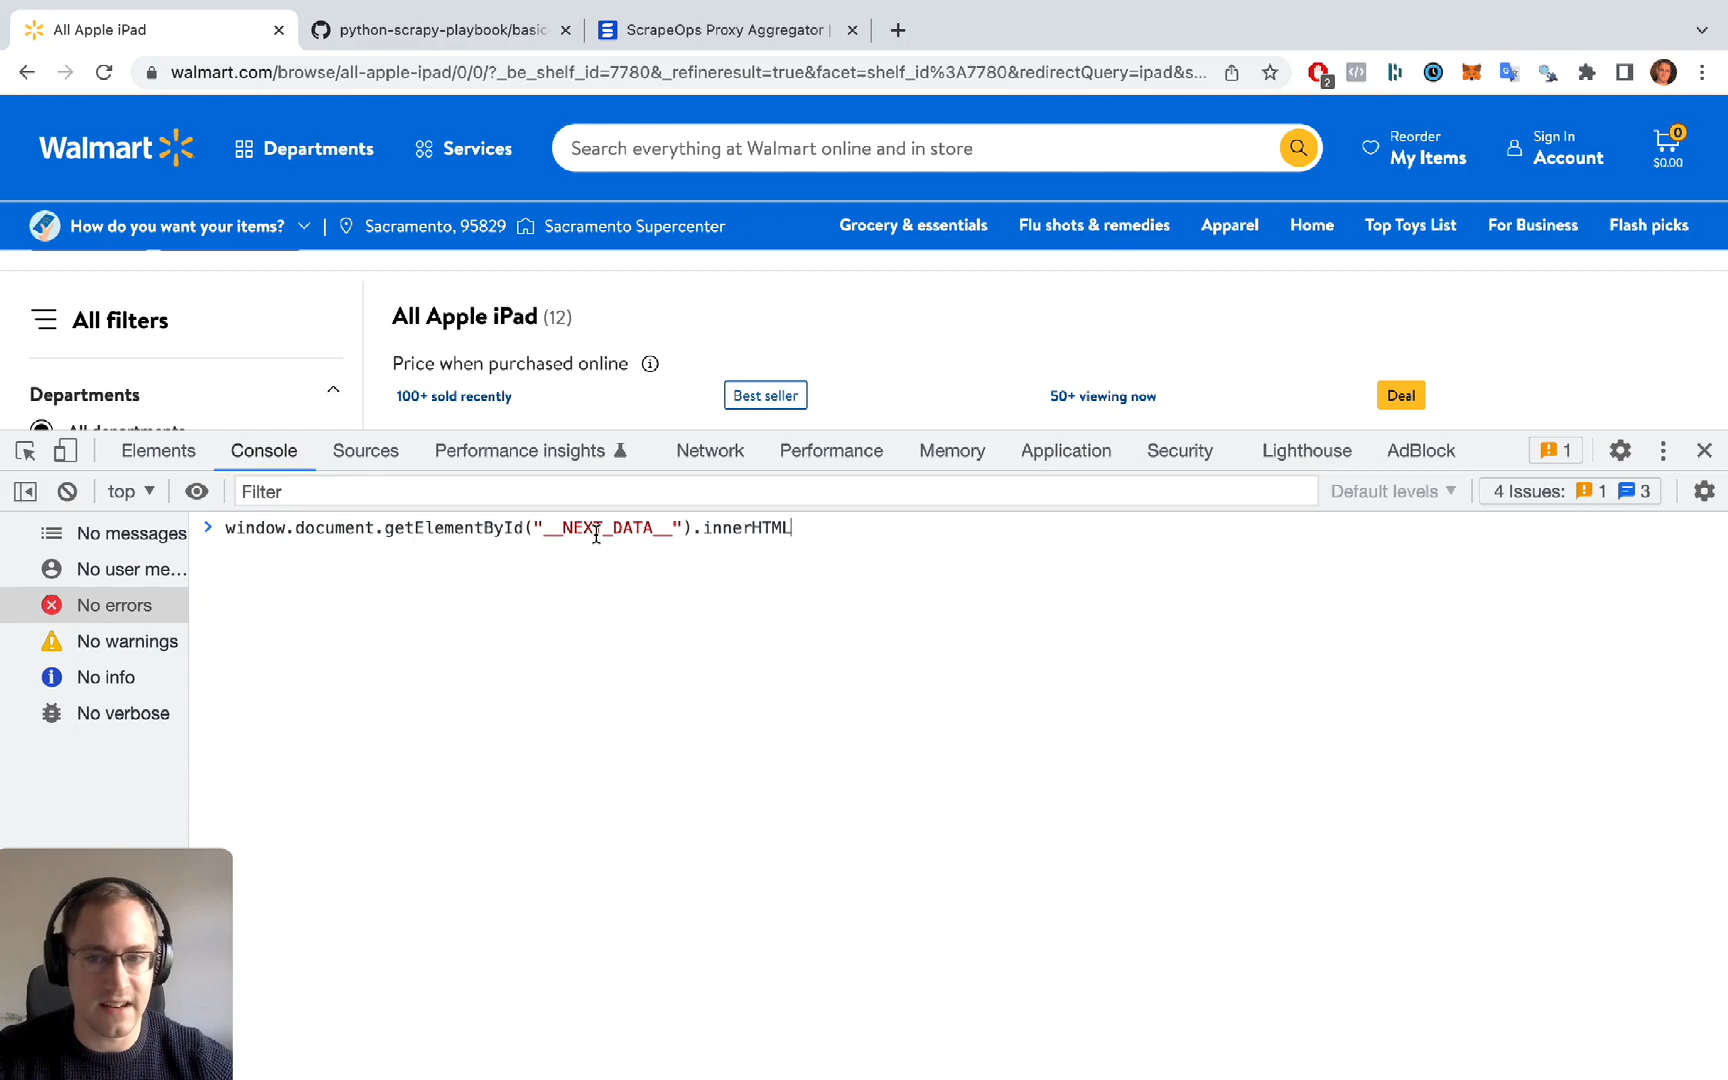 All Apple iPad
python-scrapy-playbook/basic
ScrapeOps Proxy Aggregator |
walmart.com/browse/all-apple-ipad/0/0/?_be_shelf_id=7780&_refineresult=true&facet=shelf_id%3A7780&redirectQuery=ipad&s...
2
Walmart
Departments
Services
Search everything at Walmart online and in store
Reorder
My Items
Sign In
Account
0
$0.00
How do you want your items?
Sacramento, 95829
Sacramento Supercenter
Grocery & essentials
Flu shots & remedies
Apparel
Home
Top Toys List
For Business
Flash picks
All filters
All Apple iPad (12)
Price when purchased online
Departments
100+ sold recently
Best seller
50+ viewing now
Deal
All departments
Elements
Console
Sources
Performance insights
Network
Performance
Memory
Application
Security
Lighthouse
AdBlock
1
top
Filter
Default levels
4 Issues: 1 3
No messages
No user me...
No errors
No warnings
No info
No verbose
> window.document.getElementById("__NEXT_DATA__").innerHTML